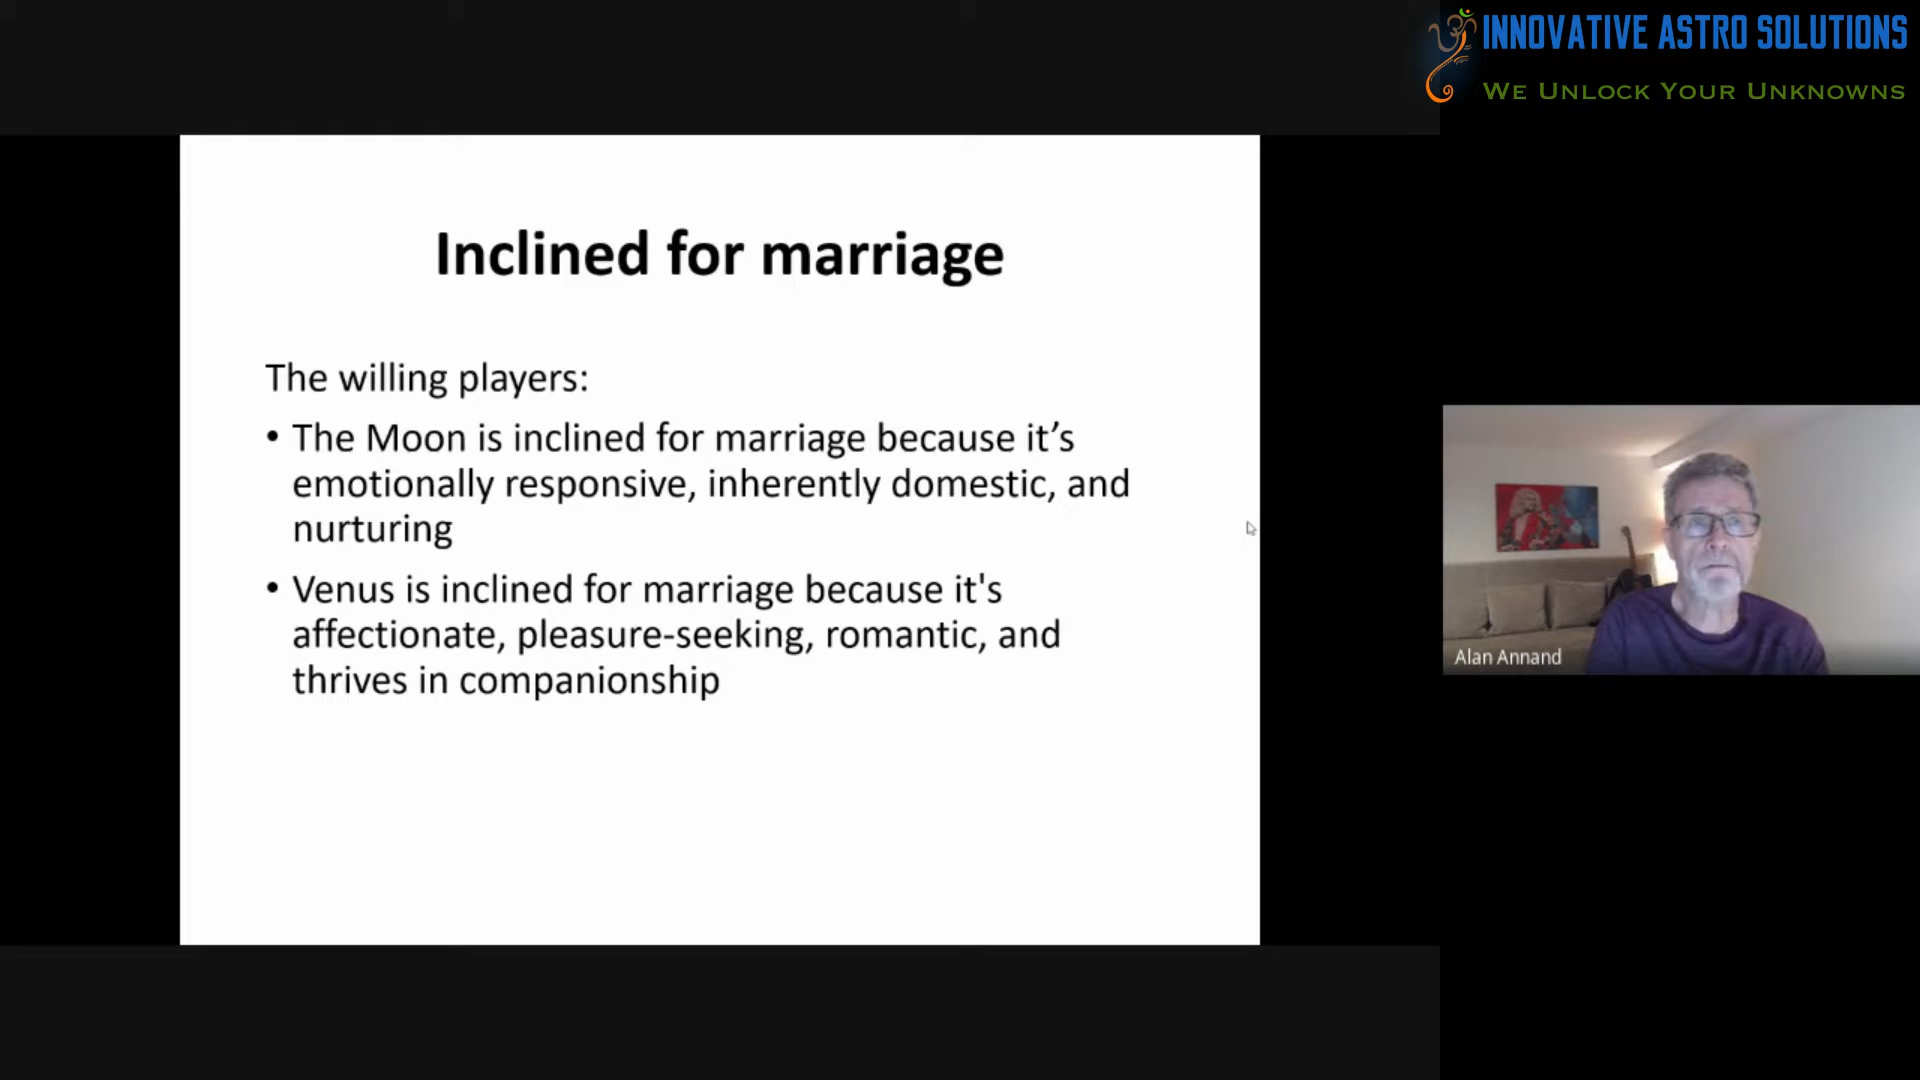 INNOVATIVE ASTRO SOLUTIONS
WE UNLOCK YOUR UNKNOWNS
Inclined for marriage
The willing players:
• The Moon is inclined for marriage because it’s
emotionally responsive, inherently domestic, and
nurturing
• Venus is inclined for marriage because it's
affectionate, pleasure-seeking, romantic, and
thrives in companionship
Alan Annand